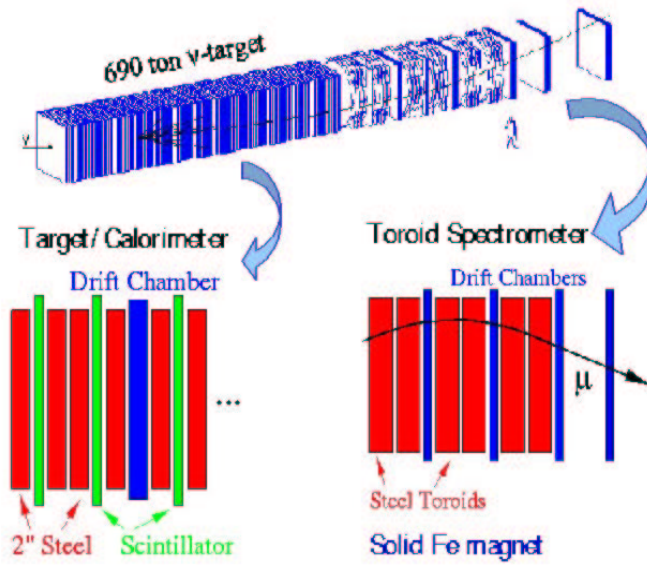 690 ton ν-target
ν
Target/ Calorimeter
Toroid Spectrometer
Drift Chamber
Drift Chambers
μ
...
Steel Toroids
2" Steel
Scintillator
Solid Fe magnet